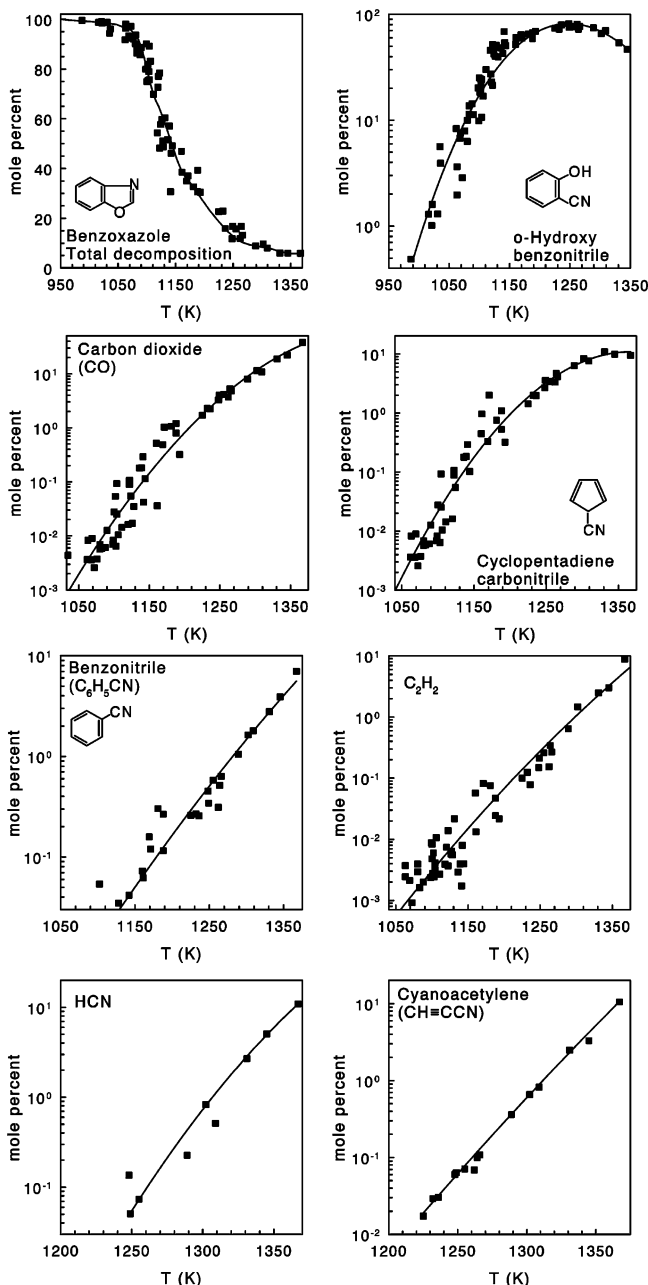 100
80
60
40
20
0
mole percent
N
O
Benzoxazole
Total decomposition
950 1050 1150 1250 1350
T (K)
10²
10¹
10⁰
mole percent
OH
CN
o-Hydroxy
benzonitrile
950 1050 1150 1250 1350
T (K)
Carbon dioxide
(CO)
10¹
10⁰
10⁻¹
10⁻²
10⁻³
mole percent
1050 1150 1250 1350
T (K)
10²
10¹
10⁰
10⁻¹
10⁻²
10⁻³
mole percent
CN
Cyclopentadiene
carbonitrile
1050 1150 1250 1350
T (K)
10¹
10⁰
10⁻¹
mole percent
Benzonitrile
(C₆H₅CN)
CN
1050 1150 1250 1350
T (K)
10¹
10⁰
10⁻¹
10⁻²
10⁻³
mole percent
C₂H₂
1050 1150 1250 1350
T (K)
HCN
10¹
10⁰
10⁻¹
mole percent
1200 1250 1300 1350
T (K)
Cyanoacetylene
(CH≡CCN)
10¹
10⁰
10⁻¹
10⁻²
mole percent
1200 1250 1300 1350
T (K)